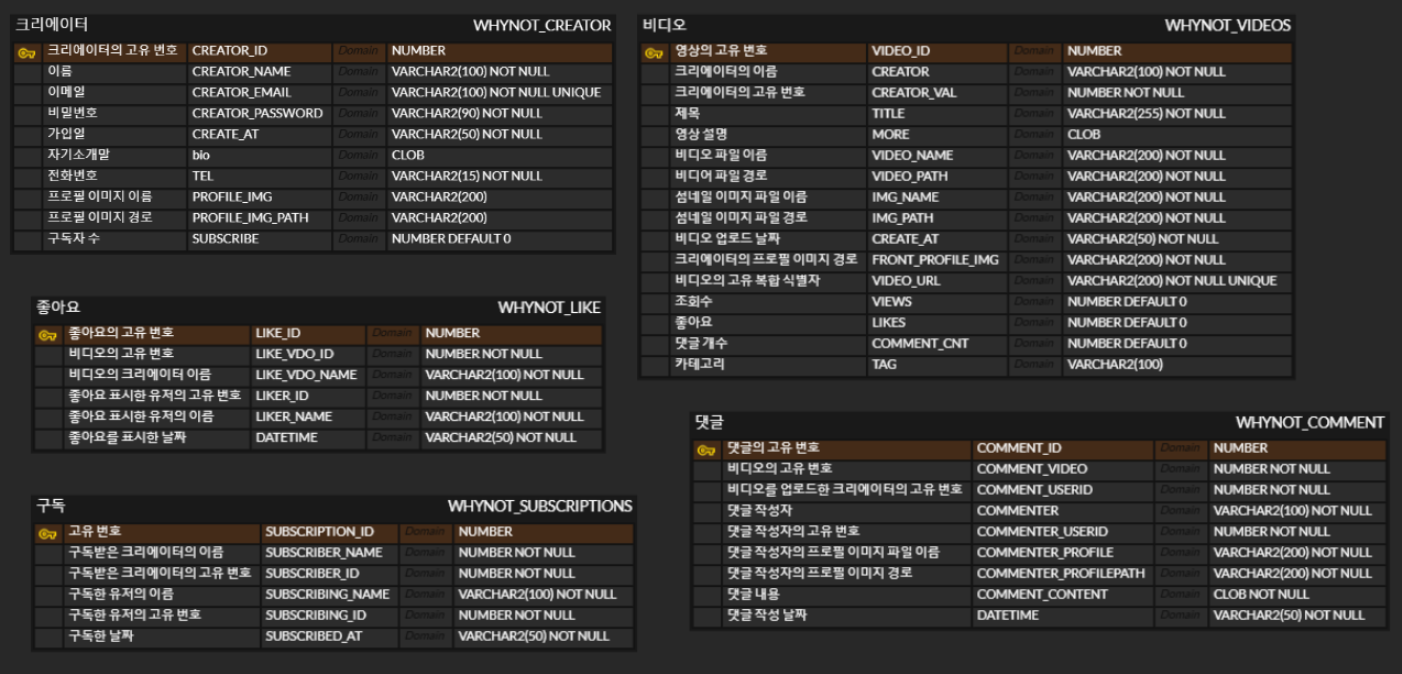 크리에이터 WHYNOT_CREATOR
크리에이터의 고유 번호 CREATOR_ID Domain NUMBER
이름 CREATOR_NAME Domain VARCHAR2(100) NOT NULL
이메일 CREATOR_EMAIL Domain VARCHAR2(100) NOT NULL UNIQUE
비밀번호 CREATOR_PASSWORD Domain VARCHAR2(90) NOT NULL
가입일 CREATE_AT Domain VARCHAR2(50) NOT NULL
자기소개말 bio Domain CLOB
전화번호 TEL Domain VARCHAR2(15) NOT NULL
프로필 이미지 이름 PROFILE_IMG Domain VARCHAR2(200)
프로필 이미지 경로 PROFILE_IMG_PATH Domain VARCHAR2(200)
구독자 수 SUBSCRIBE Domain NUMBER DEFAULT 0
비디오 WHYNOT_VIDEOS
영상의 고유 번호 VIDEO_ID Domain NUMBER
크리에이터의 이름 CREATOR Domain VARCHAR2(100) NOT NULL
크리에이터의 고유 번호 CREATOR_VAL Domain NUMBER NOT NULL
제목 TITLE Domain VARCHAR2(255) NOT NULL
영상 설명 MORE Domain CLOB
비디오 파일 이름 VIDEO_NAME Domain VARCHAR2(200) NOT NULL
비디어 파일 경로 VIDEO_PATH Domain VARCHAR2(200) NOT NULL
섬네일 이미지 파일 이름 IMG_NAME Domain VARCHAR2(200) NOT NULL
섬네일 이미지 파일 경로 IMG_PATH Domain VARCHAR2(200) NOT NULL
비디오 업로드 날짜 CREATE_AT Domain VARCHAR2(50) NOT NULL
크리에이터의 프로필 이미지 경로 FRONT_PROFILE_IMG Domain VARCHAR2(200) NOT NULL
비디오의 고유 복합 식별자 VIDEO_URL Domain VARCHAR2(200) NOT NULL UNIQUE
조회수 VIEWS Domain NUMBER DEFAULT 0
좋아요 LIKES Domain NUMBER DEFAULT 0
댓글 개수 COMMENT_CNT Domain NUMBER DEFAULT 0
카테고리 TAG Domain VARCHAR2(100)
좋아요 WHYNOT_LIKE
좋아요의 고유 번호 LIKE_ID Domain NUMBER
비디오의 고유 번호 LIKE_VDO_ID Domain NUMBER NOT NULL
비디오의 크리에이터 이름 LIKE_VDO_NAME Domain VARCHAR2(100) NOT NULL
좋아요 표시한 유저의 고유 번호 LIKER_ID Domain NUMBER NOT NULL
좋아요 표시한 유저의 이름 LIKER_NAME Domain VARCHAR2(100) NOT NULL
좋아요를 표시한 날짜 DATETIME Domain VARCHAR2(50) NOT NULL
댓글 WHYNOT_COMMENT
댓글의 고유 번호 COMMENT_ID Domain NUMBER
비디오의 고유 번호 COMMENT_VIDEO Domain NUMBER NOT NULL
비디오를 업로드한 크리에이터의 고유 번호 COMMENT_USERID Domain NUMBER NOT NULL
댓글 작성자 COMMENTER Domain VARCHAR2(100) NOT NULL
댓글 작성자의 고유 번호 COMMENTER_USERID Domain NUMBER NOT NULL
댓글 작성자의 프로필 이미지 파일 이름 COMMENTER_PROFILE Domain VARCHAR2(200) NOT NULL
댓글 작성자의 프로필 이미지 경로 COMMENTER_PROFILEPATH Domain VARCHAR2(200) NOT NULL
댓글 내용 COMMENT_CONTENT Domain CLOB NOT NULL
댓글 작성 날짜 DATETIME Domain VARCHAR2(50) NOT NULL
구독 WHYNOT_SUBSCRIPTIONS
고유 번호 SUBSCRIPTION_ID Domain NUMBER
구독받은 크리에이터의 이름 SUBSCRIBER_NAME Domain NUMBER NOT NULL
구독받은 크리에이터의 고유 번호 SUBSCRIBER_ID Domain NUMBER NOT NULL
구독한 유저의 이름 SUBSCRIBING_NAME Domain VARCHAR2(100) NOT NULL
구독한 유저의 고유 번호 SUBSCRIBING_ID Domain NUMBER NOT NULL
구독한 날짜 SUBSCRIBED_AT Domain VARCHAR2(50) NOT NULL